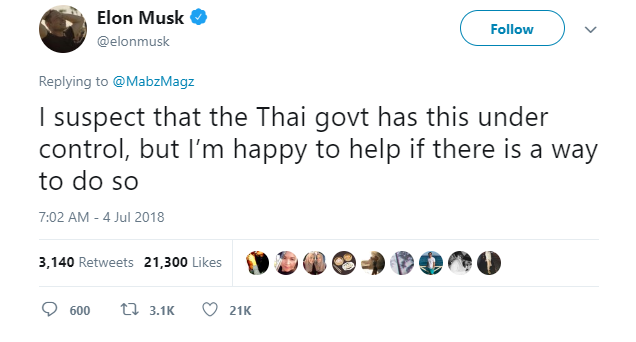 Elon Musk
Follow
@elonmusk
Replying to @MabzMagz
I suspect that the Thai govt has this under
control, but I’m happy to help if there is a way
to do so
7:02 AM - 4 Jul 2018
3,140 Retweets 21,300 Likes
600 3.1K 21K